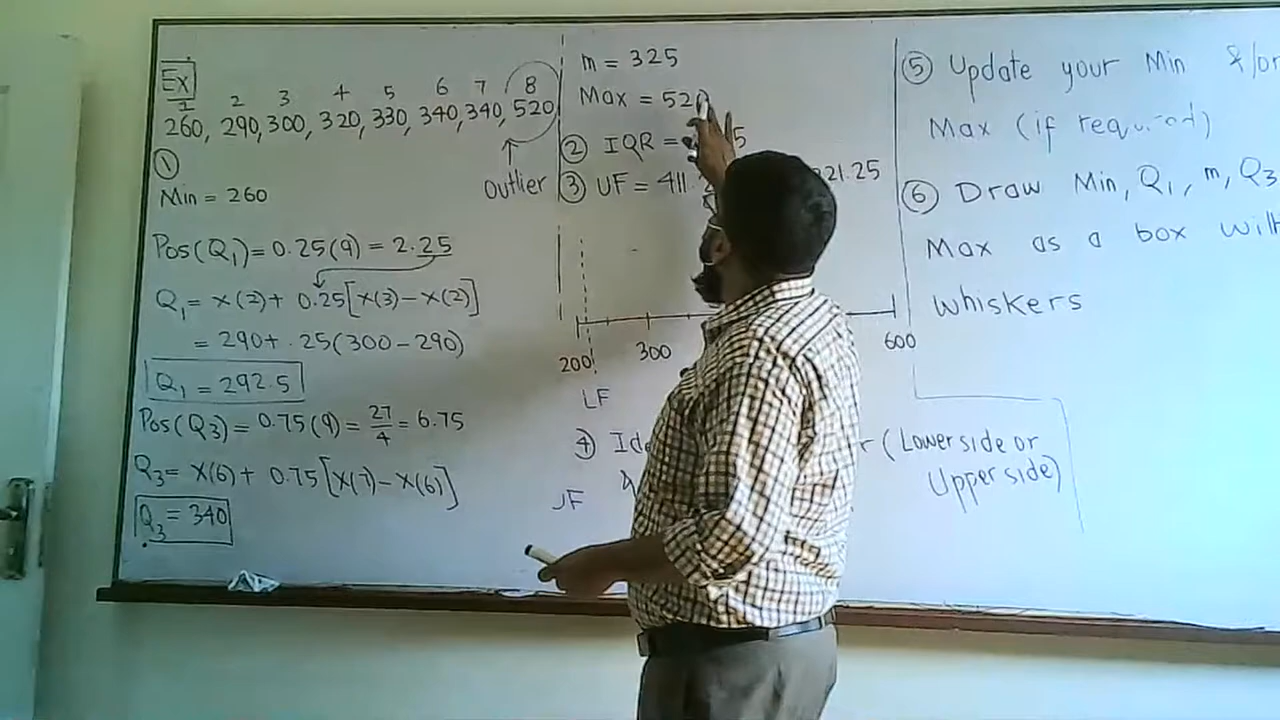 Ex
1 2 3 4 5 6 7 8
260, 290, 300, 320, 330, 340, 340, 520
Outlier
①
Min = 260
Pos(Q1) = 0.25(9) = 2.25
Q1 = x(2) + 0.25[x(3) - x(2)]
= 290 + .25(300 - 290)
Q1 = 292.5
Pos(Q3) = 0.75(9) = 27/4 = 6.75
Q3 = x(6) + 0.75[x(7) - x(6)]
Q3 = 340
m = 325
Max = 520
② IQR = 5
③ UF = 411. 21.25
200 300 600
LF
④ (Lower side or
Upper side)
UF
⑤ Update your Min &/or
Max (if required)
⑥ Draw Min, Q1, m, Q3
Max as a box with
whiskers